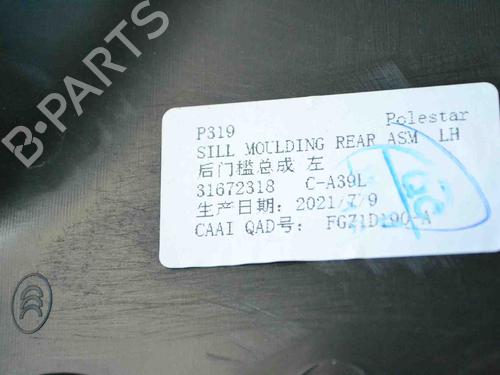 B-PARTS
P319 Polestar
SILL MOULDING REAR ASM LH
后门槛总成 左
31672318 C-A39L
生产日期: 2021/7/9
CAAI QAD号: FGZ1D190-A
QC